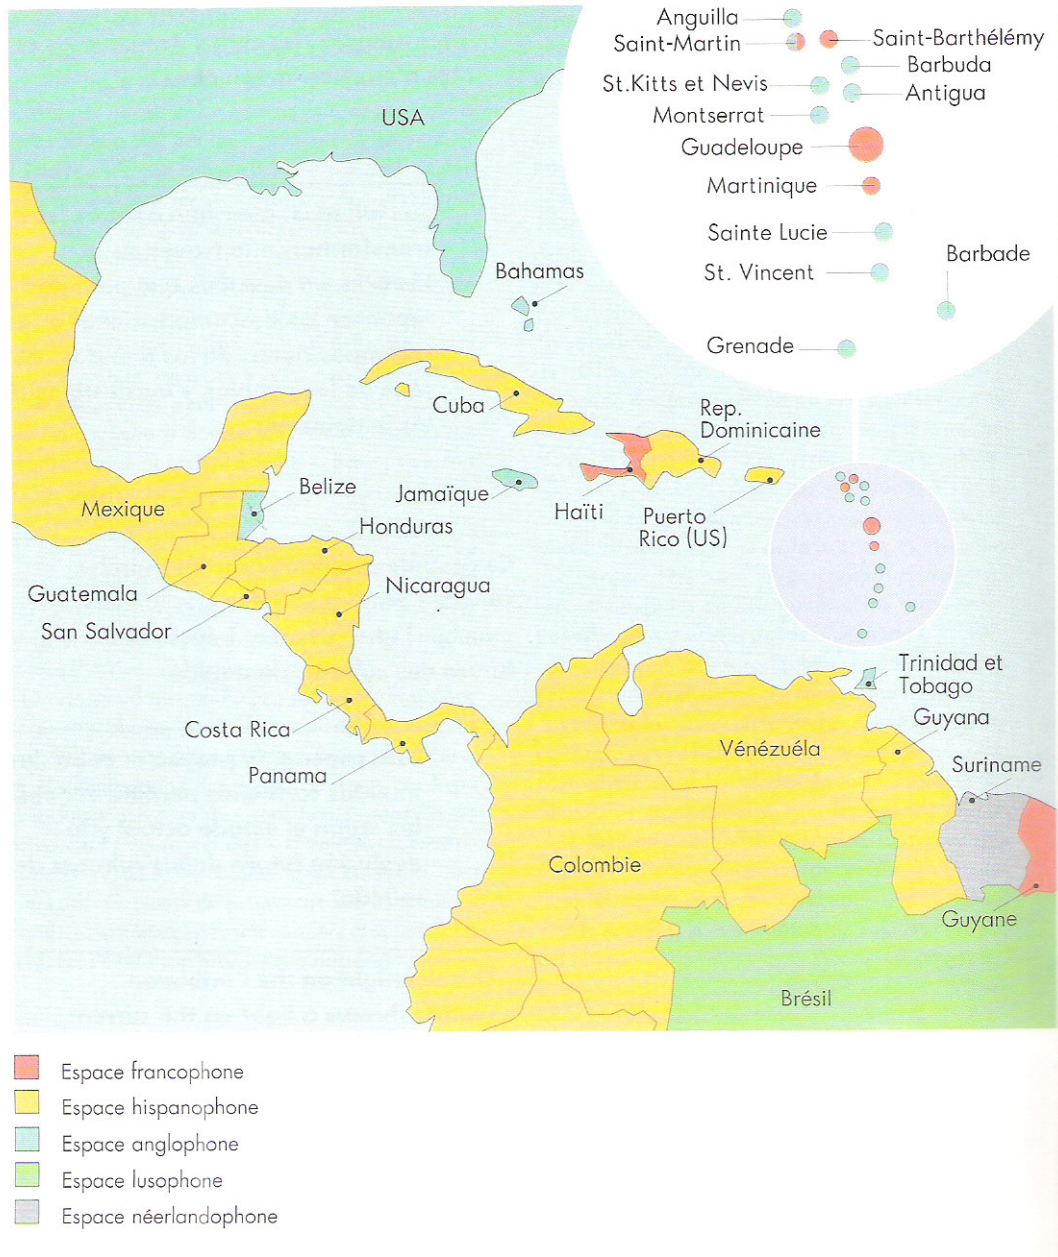 Anguilla
Saint-Martin
Saint-Barthélémy
Barbuda
St.Kitts et Nevis
Antigua
Montserrat
Guadeloupe
Martinique
Sainte Lucie
St. Vincent
Barbade
Grenade
USA
Bahamas
Cuba
Rep.
Dominicaine
Belize
Jamaïque
Haïti
Puerto
Rico (US)
Mexique
Honduras
Guatemala
Nicaragua
San Salvador
Trinidad et
Tobago
Costa Rica
Guyana
Panama
Vénézuéla
Suriname
Colombie
Guyane
Brésil
Espace francophone
Espace hispanophone
Espace anglophone
Espace lusophone
Espace néerlandophone